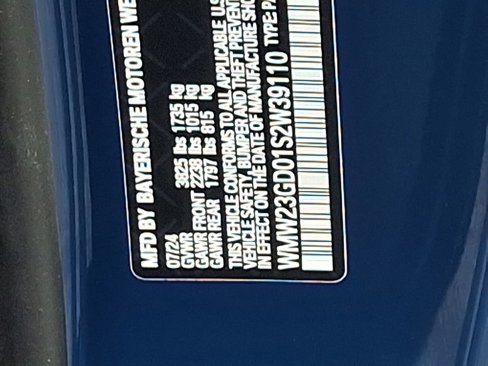 MFD BY BAYERISCHE MOTOREN WE
07/24
GVWR 3825 lbs 1735 kg
GAWR FRONT 2238 lbs 1015 kg
GAWR REAR 1797 lbs 815 kg
THIS VEHICLE CONFORMS TO ALL APPLICABLE U.S
VEHICLE SAFETY, BUMPER AND THEFT PREVENT
IN EFFECT ON THE DATE OF MANUFACTURE SHO
WMW23GD01S2W39110 TYPE: PA